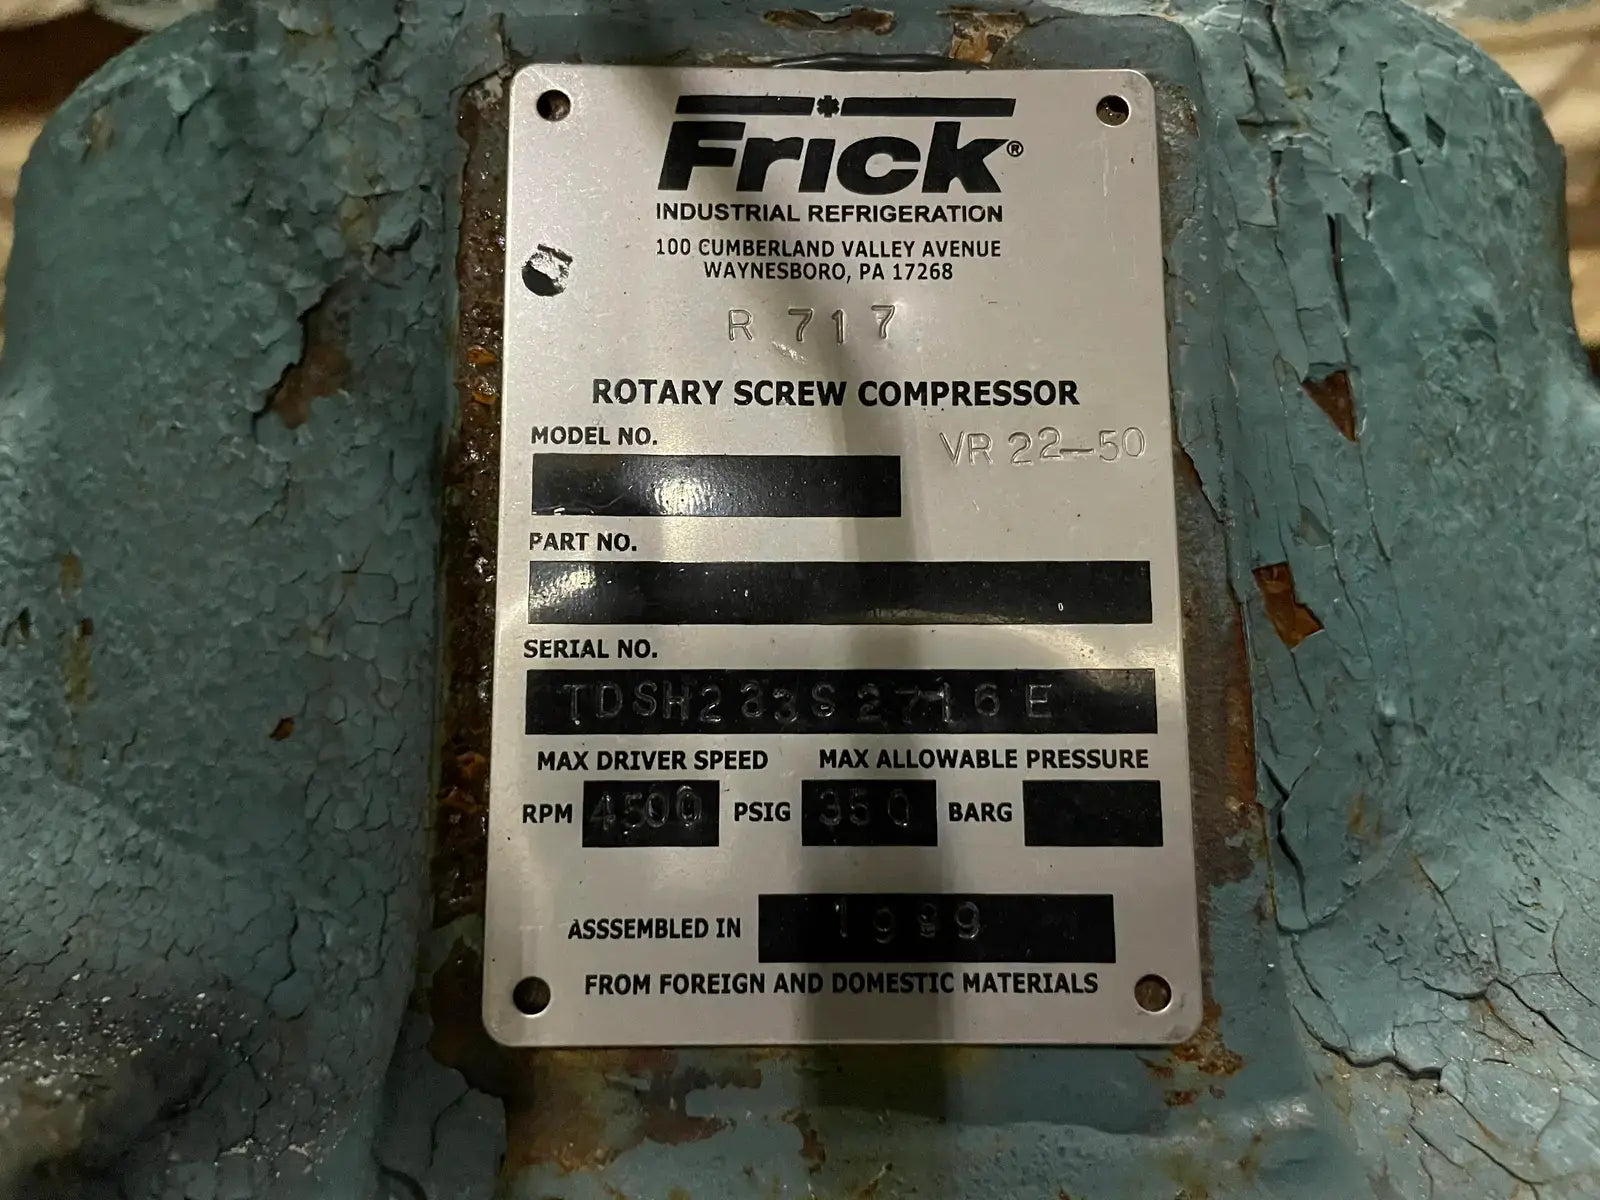 Frick®
INDUSTRIAL REFRIGERATION
100 CUMBERLAND VALLEY AVENUE
WAYNESBORO, PA 17268
R 717
ROTARY SCREW COMPRESSOR
MODEL NO. VR 22-50
PART NO.
SERIAL NO.
TDSH233S2716E
MAX DRIVER SPEED MAX ALLOWABLE PRESSURE
RPM 4500 PSIG 350 BARG
ASSSEMBLED IN 1999
FROM FOREIGN AND DOMESTIC MATERIALS